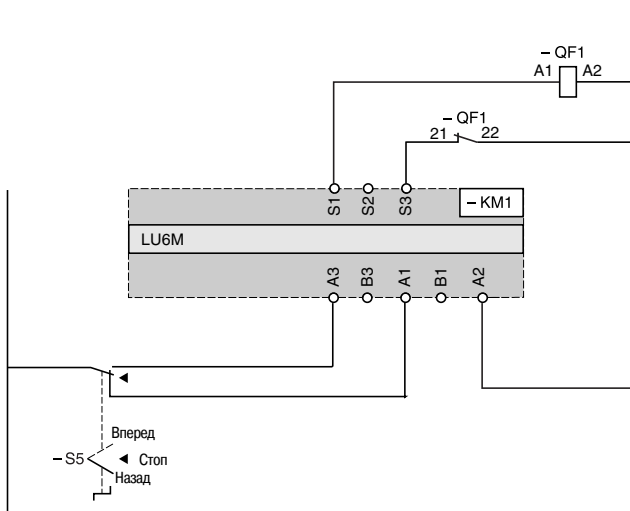 – QF1
A1 A2
– QF1
21 22
S1 S2 S3
– KM1
LU6M
A3 B3 A1 B1 A2
Вперед
– S5
Стоп
Назад